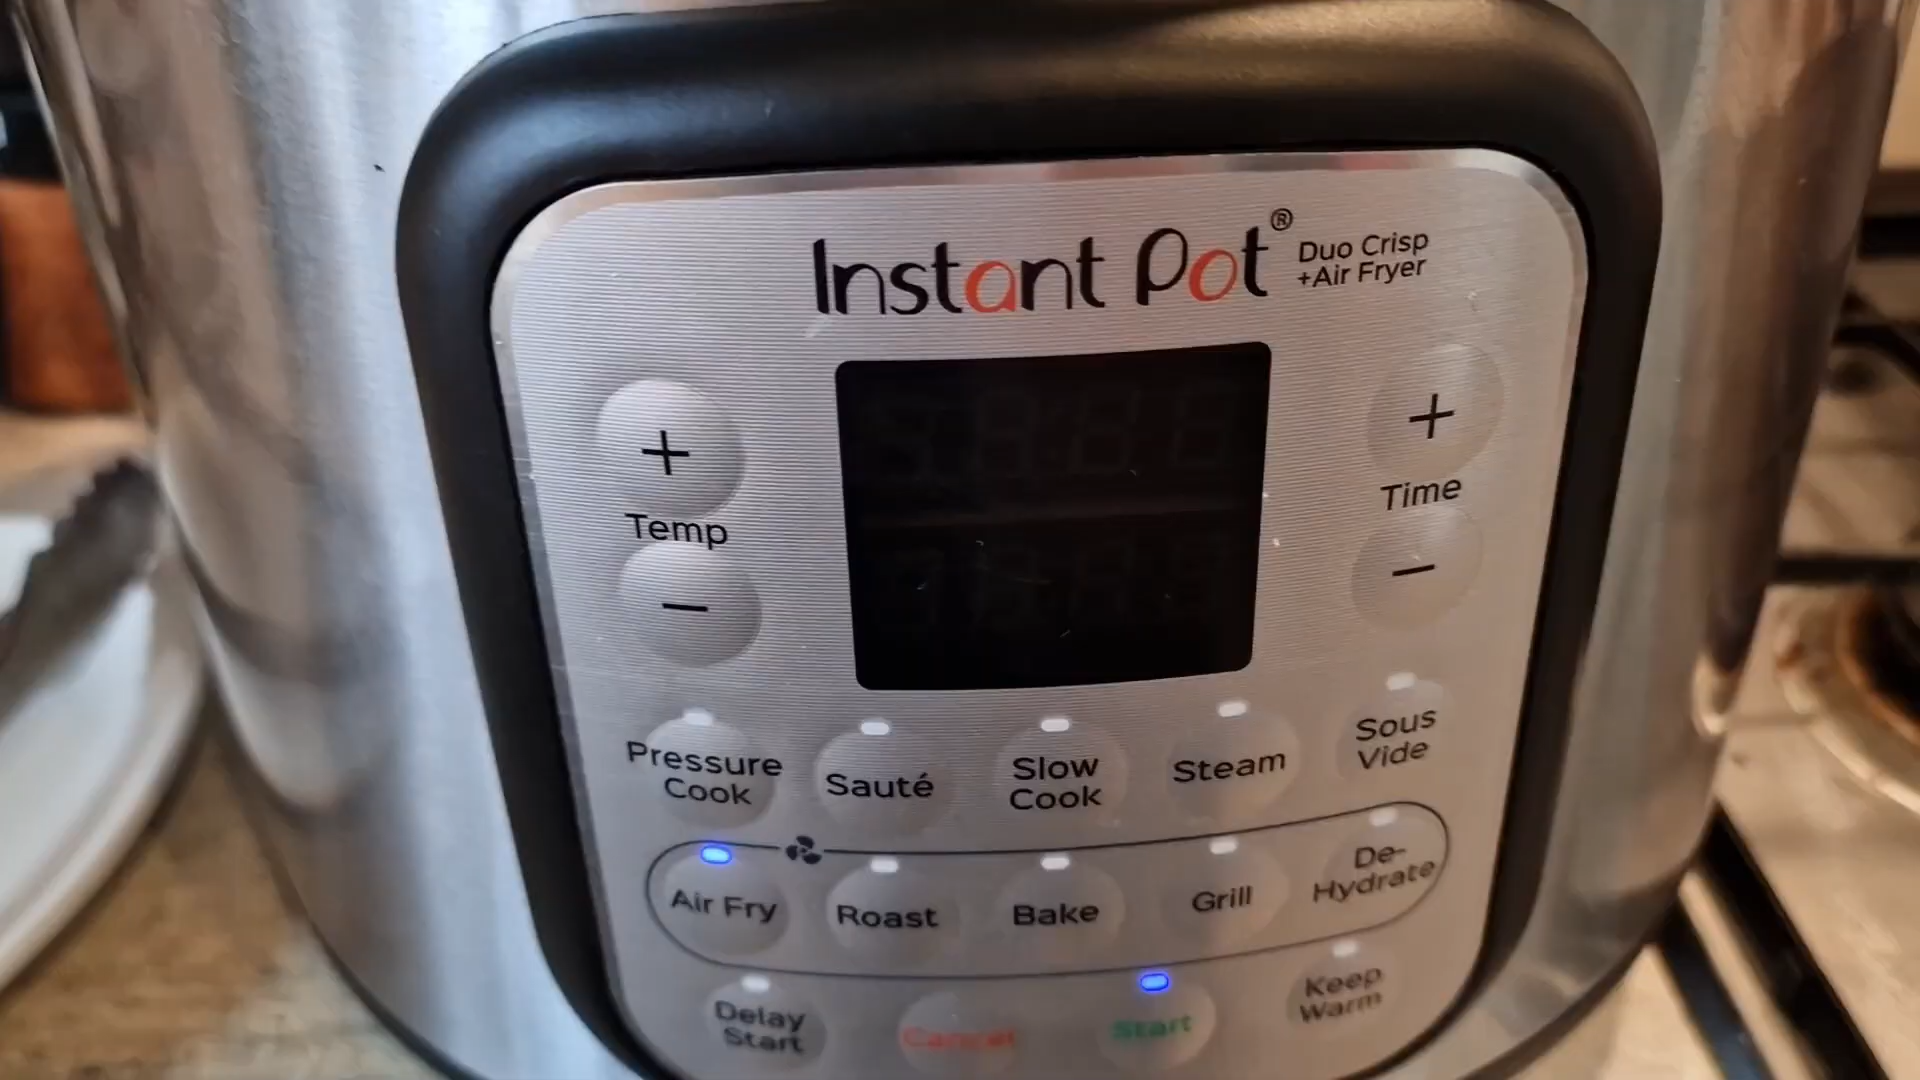 Instant Pot®
Duo Crisp
+Air Fryer
+
+
Temp
Time
−
−
Pressure
Cook
Sauté
Slow
Cook
Steam
Sous
Vide
Air Fry
Roast
Bake
Grill
De-
Hydrate
Delay
Start
Cancel
Start
Keep
Warm